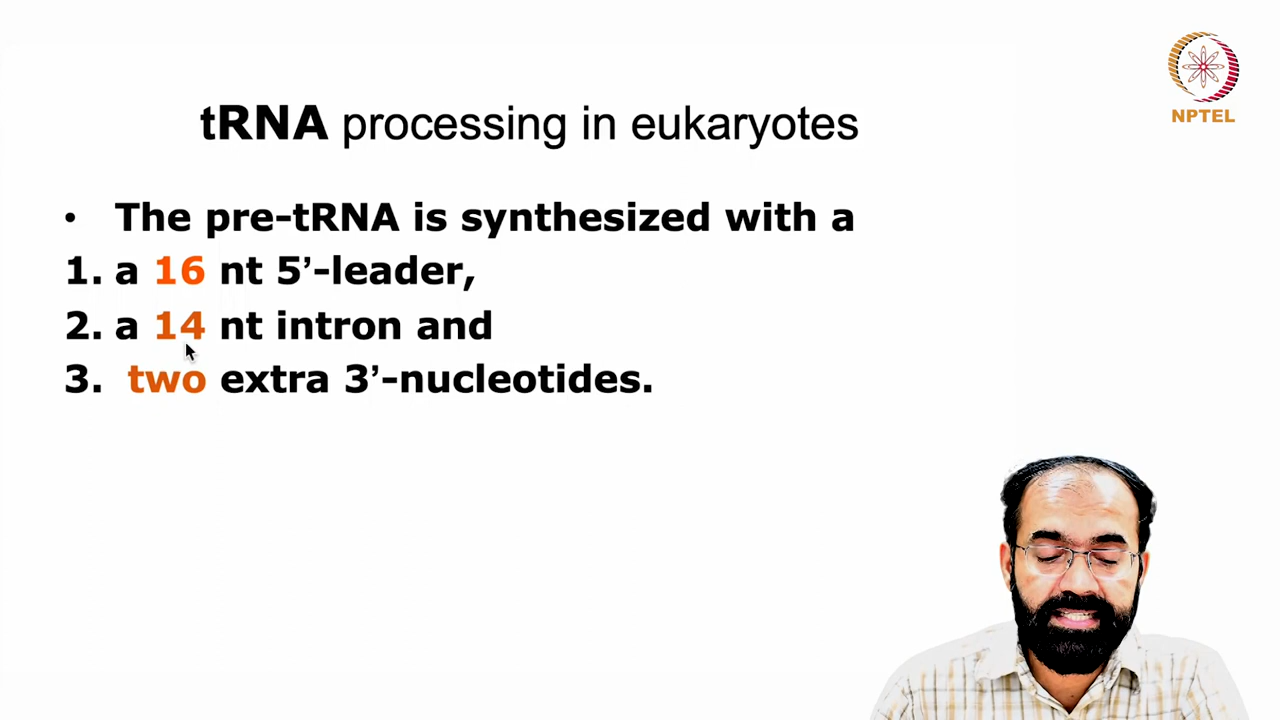 NPTEL
tRNA processing in eukaryotes
• The pre-tRNA is synthesized with a
1. a 16 nt 5’-leader,
2. a 14 nt intron and
3. two extra 3’-nucleotides.